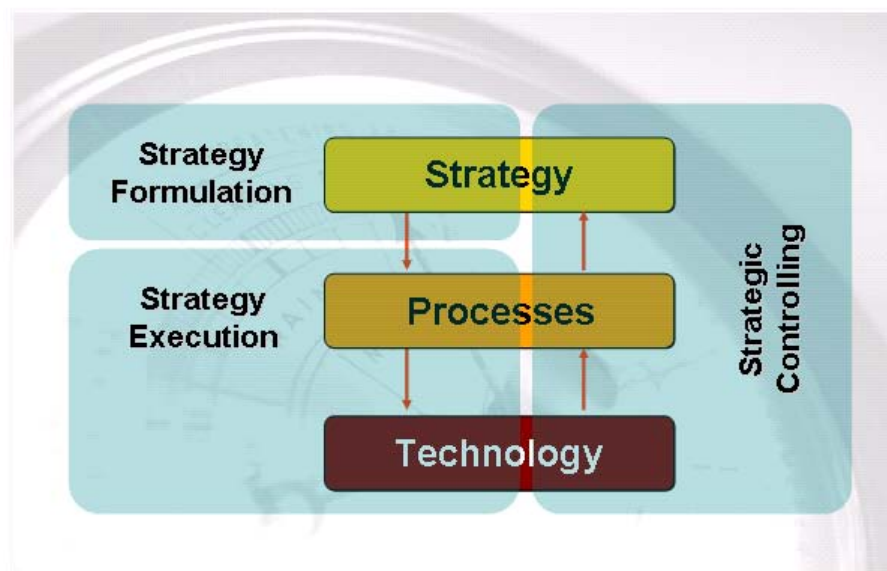 Strategy
Formulation
Strategy
Strategy
Execution
Processes
Technology
Strategic
Controlling